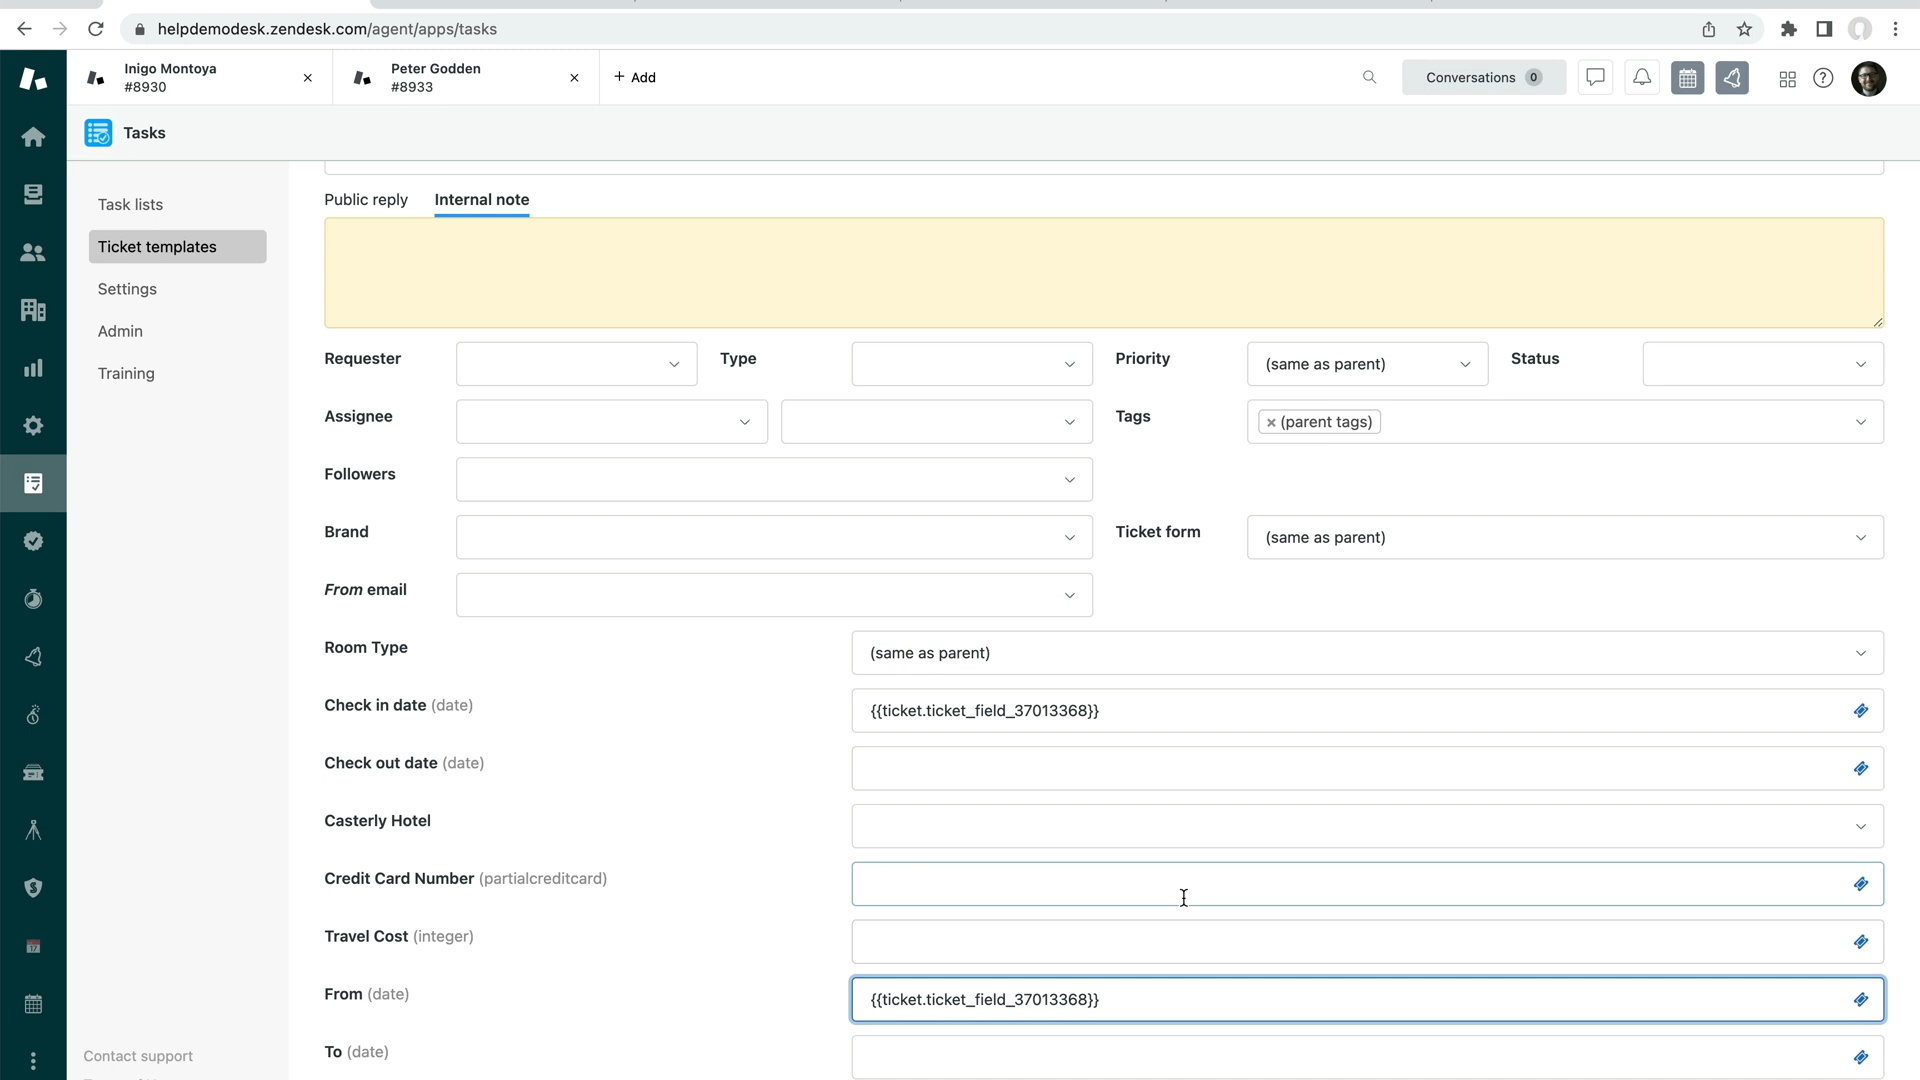 helpdemodesk.zendesk.com/agent/apps/tasks
Inigo Montoya
#8930
Peter Godden
#8933
+ Add
Conversations 0
Tasks
Task lists
Ticket templates
Settings
Admin
Training
Contact support
Public reply
Internal note
Requester
Type
Priority
(same as parent)
Status
Assignee
Tags
× (parent tags)
Followers
Brand
Ticket form
(same as parent)
From email
Room Type
(same as parent)
Check in date (date)
{{ticket.ticket_field_37013368}}
Check out date (date)
Casterly Hotel
Credit Card Number (partialcreditcard)
Travel Cost (integer)
From (date)
{{ticket.ticket_field_37013368}}
To (date)